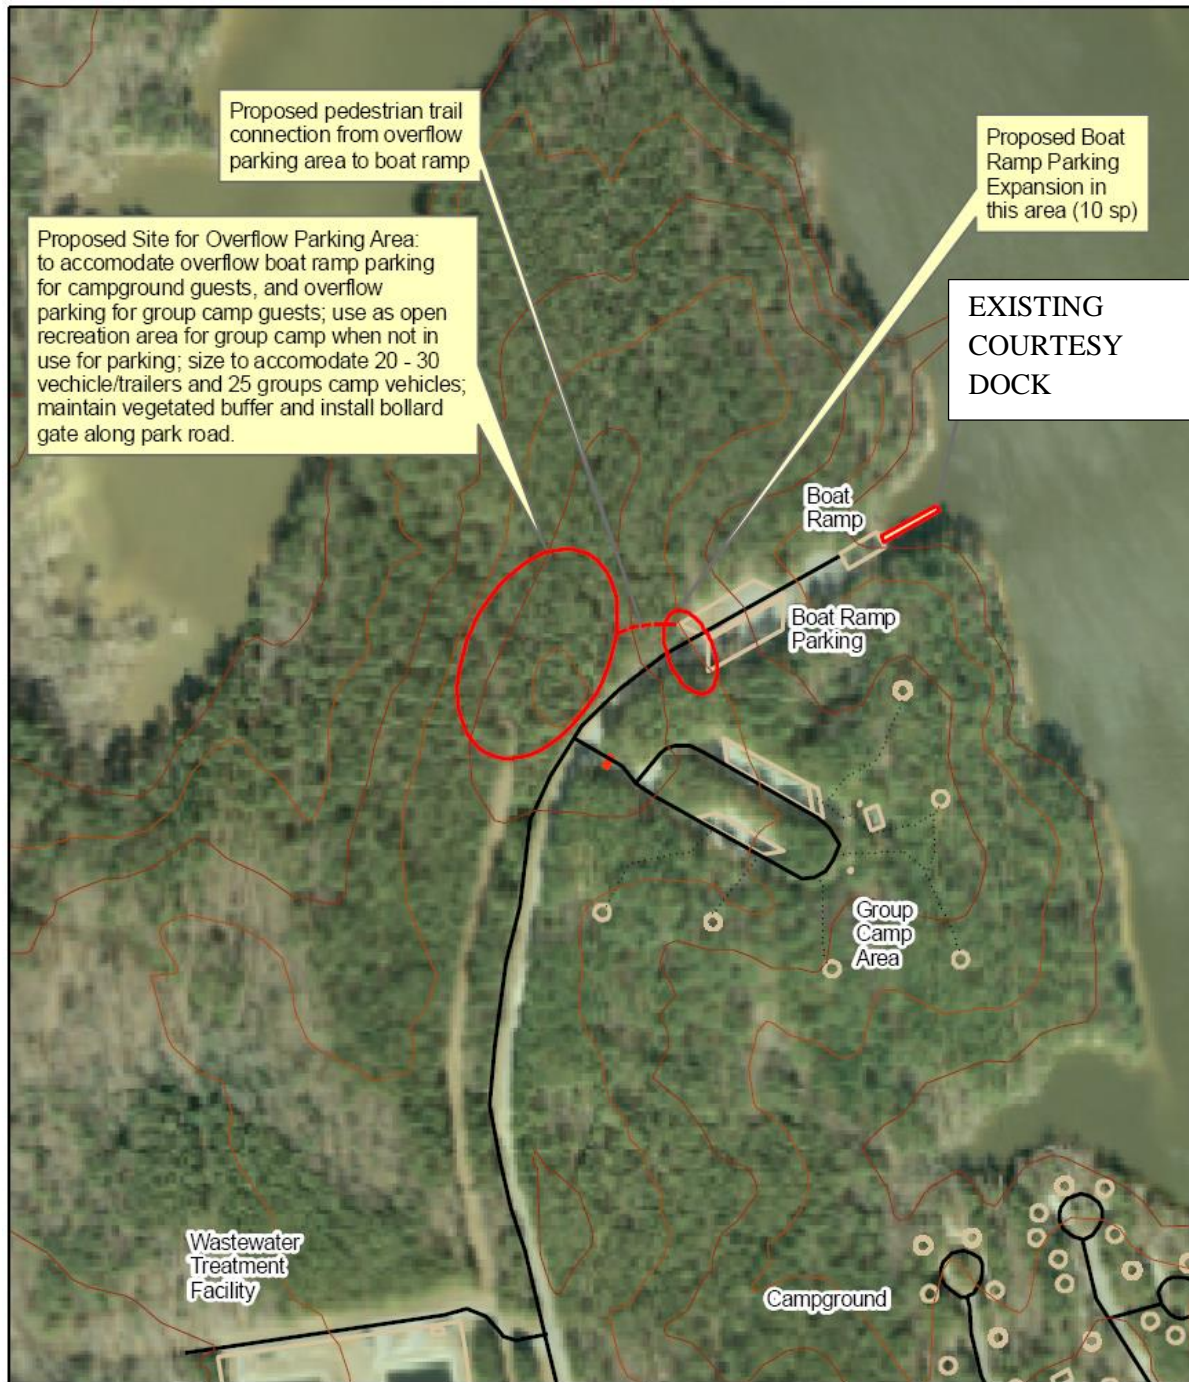 Proposed pedestrian trail
connection from overflow
parking area to boat ramp
Proposed Boat
Ramp Parking
Expansion in
this area (10 sp)
Proposed Site for Overflow Parking Area:
to accomodate overflow boat ramp parking
for campground guests, and overflow
parking for group camp guests; use as open
recreation area for group camp when not in
use for parking; size to accomodate 20 - 30
vechicle/trailers and 25 groups camp vehicles;
maintain vegetated buffer and install bollard
gate along park road.
EXISTING
COURTESY
DOCK
Boat
Ramp
Boat Ramp
Parking
Group
Camp
Area
Wastewater
Treatment
Facility
Campground